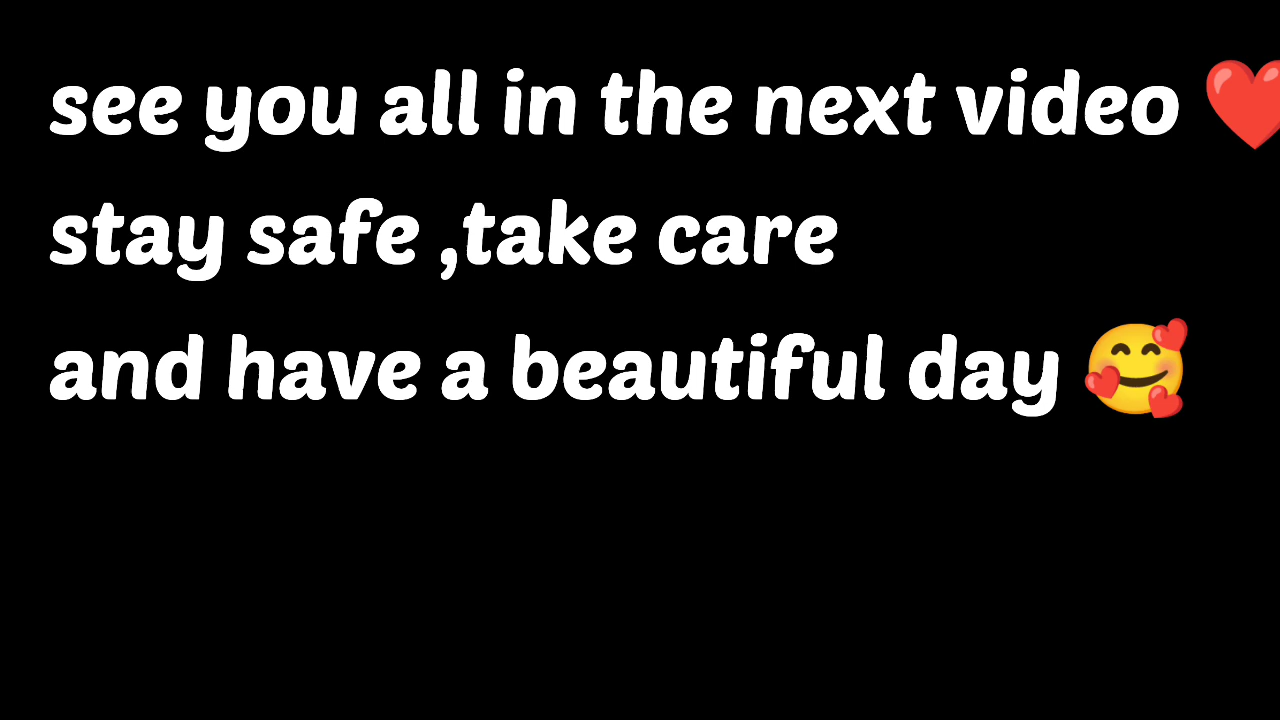 see you all in the next video ❤️
stay safe ,take care
and have a beautiful day 🥰